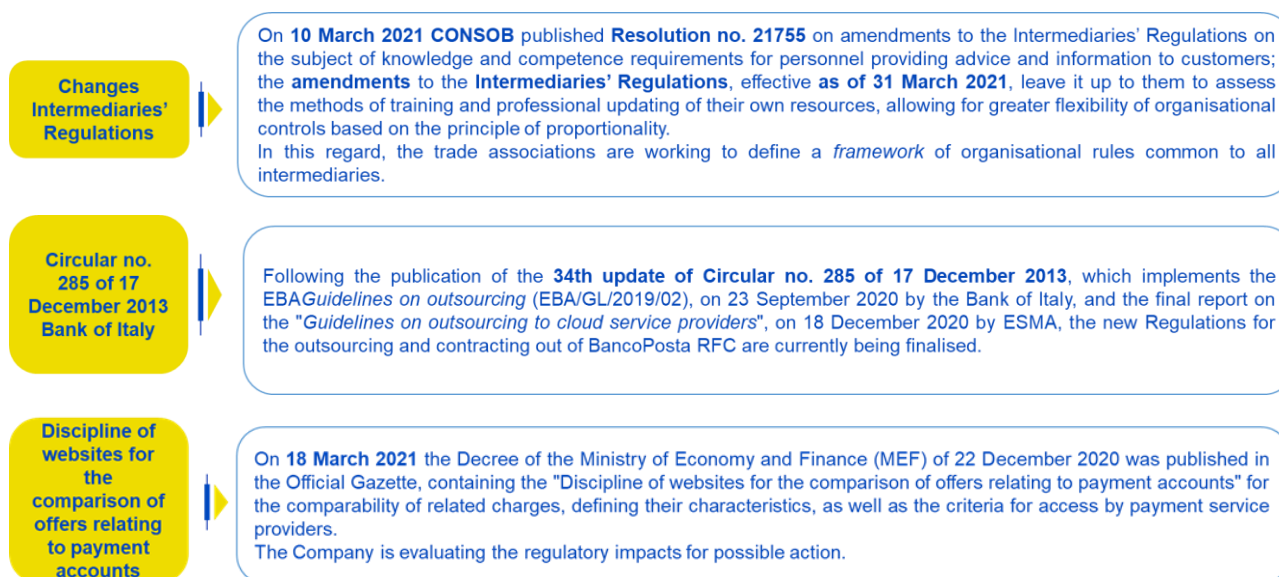 Changes
Intermediaries'
Regulations
On 10 March 2021 CONSOB published Resolution no. 21755 on amendments to the Intermediaries' Regulations on
the subject of knowledge and competence requirements for personnel providing advice and information to customers;
the amendments to the Intermediaries' Regulations, effective as of 31 March 2021, leave it up to them to assess
the methods of training and professional updating of their own resources, allowing for greater flexibility of organisational
controls based on the principle of proportionality.
In this regard, the trade associations are working to define a framework of organisational rules common to all
intermediaries.
Circular no.
285 of 17
December 2013
Bank of Italy
Following the publication of the 34th update of Circular no. 285 of 17 December 2013, which implements the
EBAGuidelines on outsourcing (EBA/GL/2019/02), on 23 September 2020 by the Bank of Italy, and the final report on
the "Guidelines on outsourcing to cloud service providers", on 18 December 2020 by ESMA, the new Regulations for
the outsourcing and contracting out of BancoPosta RFC are currently being finalised.
Discipline of
websites for
the
comparison of
offers relating
to payment
accounts
On 18 March 2021 the Decree of the Ministry of Economy and Finance (MEF) of 22 December 2020 was published in
the Official Gazette, containing the "Discipline of websites for the comparison of offers relating to payment accounts" for
the comparability of related charges, defining their characteristics, as well as the criteria for access by payment service
providers.
The Company is evaluating the regulatory impacts for possible action.